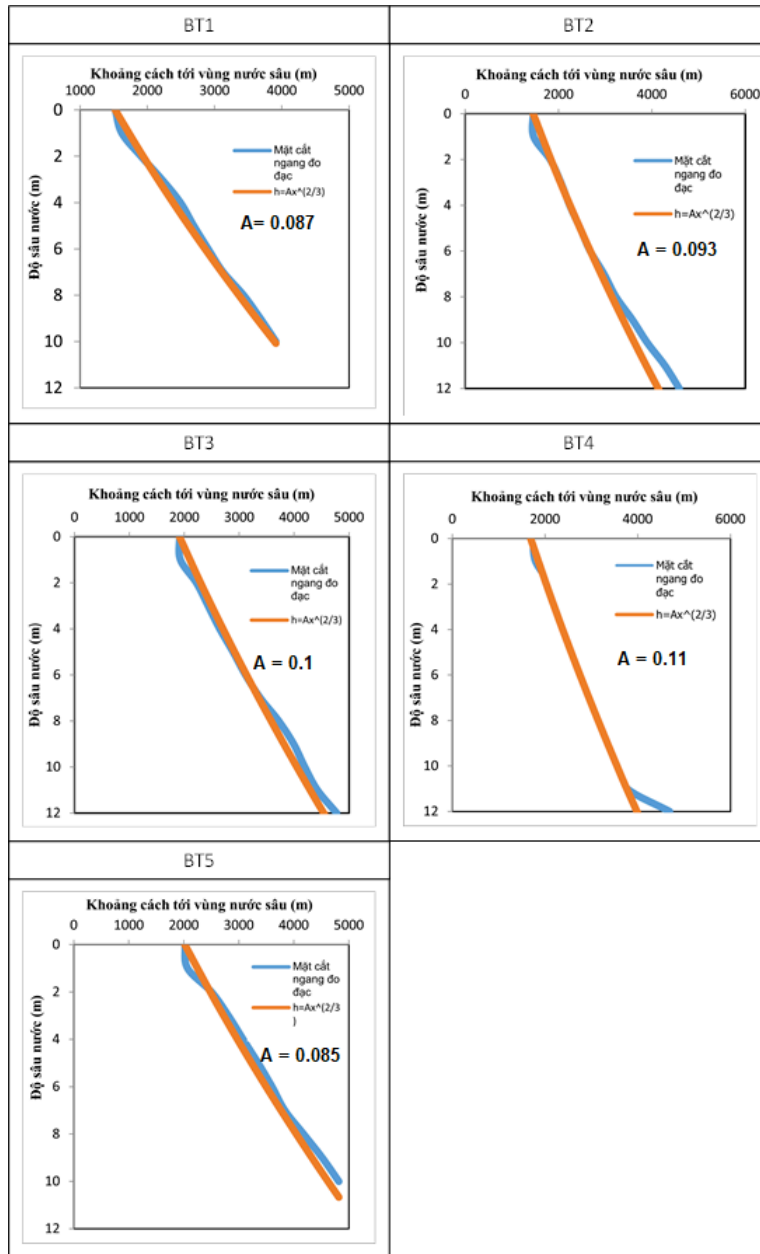 BT1
Khoảng cách tới vùng nước sâu (m)
1000 2000 3000 4000 5000
0
2
4
6
8
10
12
Độ sâu nước (m)
Mặt cắt
ngang đo
đạc
h=Ax^(2/3)
A= 0.087
BT2
Khoảng cách tới vùng nước sâu (m)
0 2000 4000 6000
0
2
4
6
8
10
12
Độ sâu nước (m)
Mặt cắt
ngang đo
đạc
h=Ax^(2/3)
A = 0.093
BT3
Khoảng cách tới vùng nước sâu (m)
0 1000 2000 3000 4000 5000
0
2
4
6
8
10
12
Độ sâu nước (m)
Mặt cắt
ngang đo
đạc
h=Ax^(2/3)
A = 0.1
BT4
Khoảng cách tới vùng nước sâu (m)
0 2000 4000 6000
0
2
4
6
8
10
12
Độ sâu nước (m)
Mặt cắt
ngang đo
đạc
h=Ax^(2/3)
A = 0.11
BT5
Khoảng cách tới vùng nước sâu (m)
0 1000 2000 3000 4000 5000
0
2
4
6
8
10
12
Độ sâu nước (m)
Mặt cắt
ngang đo
đạc
h=Ax^(2/3
)
A = 0.085